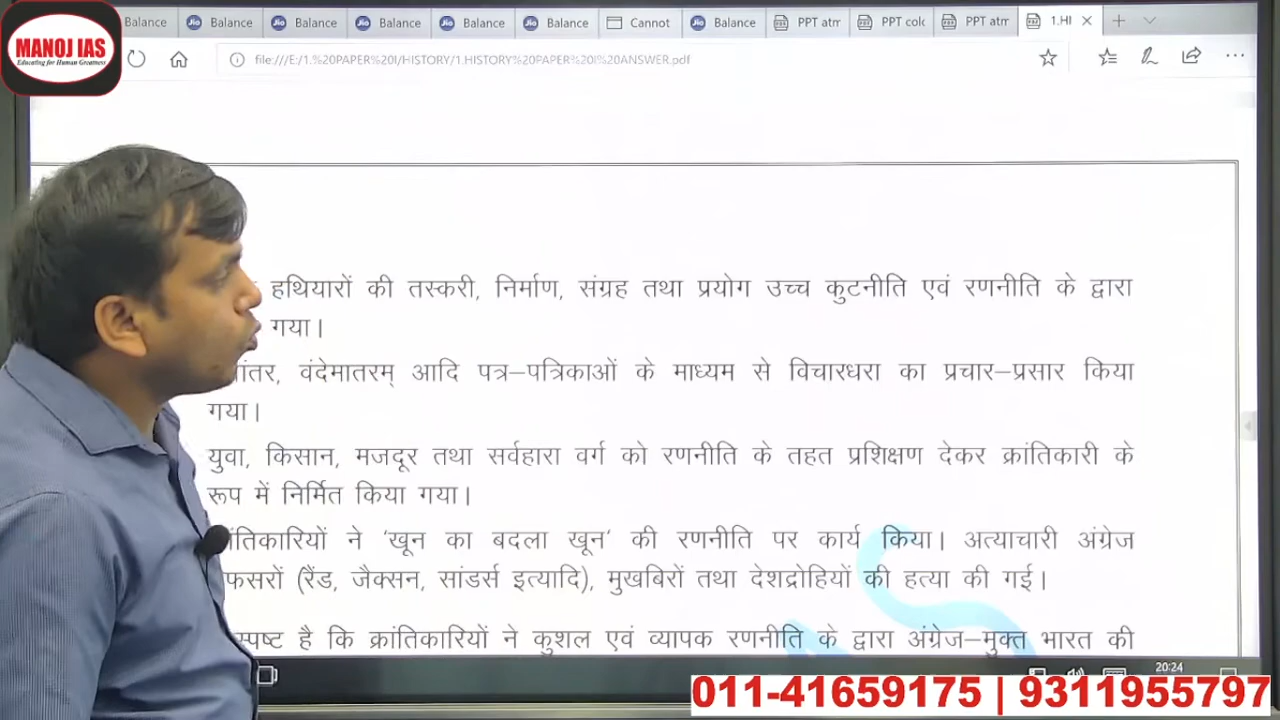 MANOJ IAS
Educating for Human Greatness
Balance
Balance
Balance
Balance
Balance
Balance
Cannot
Balance
PPT atm
PPT colo
PPT atm
1.HI
file:///E:/1.%20PAPER%20I/HISTORY/1.HISTORY%20PAPER%20I%20ANSWER.pdf
हथियारों की तस्करी, निर्माण, संग्रह तथा प्रयोग उच्च कुटनीति एवं रणनीति के द्वारा
गया।
वंदेमातरम् आदि पत्र–पत्रिकाओं के माध्यम से विचारधरा का प्रचार–प्रसार किया
गया।
युवा, किसान, मजदूर तथा सर्वहारा वर्ग को रणनीति के तहत प्रशिक्षण देकर क्रांतिकारी के
रूप में निर्मित किया गया।
ने 'खून का बदला खून' की रणनीति पर कार्य किया। अत्याचारी अंग्रेज
(रैंड, जैक्सन, सांडर्स इत्यादि), मुखबिरों तथा देशद्रोहियों की हत्या की गई।
है कि क्रांतिकारियों ने कुशल एवं व्यापक रणनीति के द्वारा अंग्रेज–मुक्त भारत की
20:24
011-41659175 | 9311955797